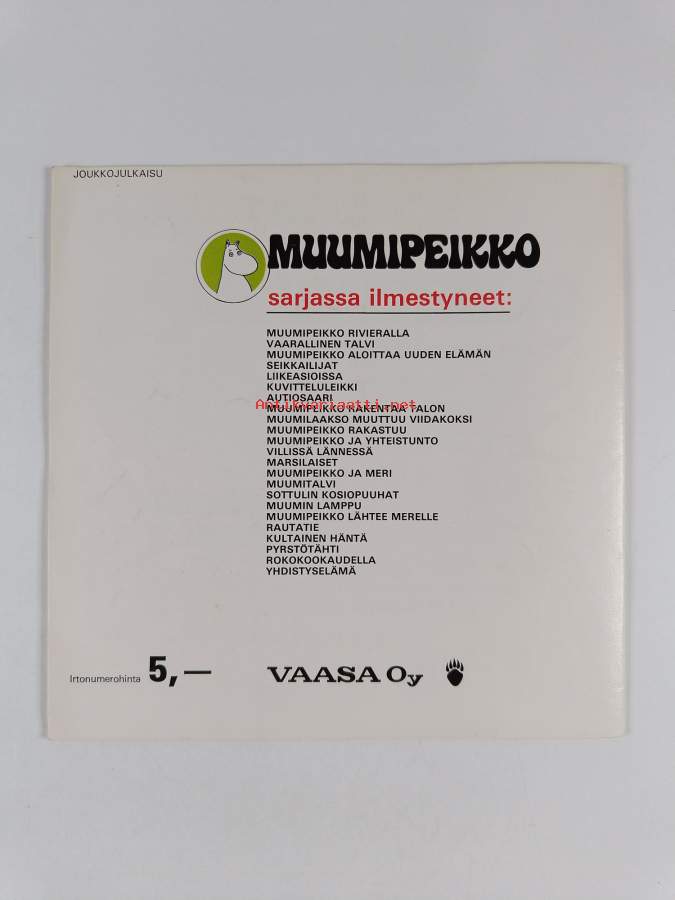 JOUKKOJULKAISU
MUUMIPEIKKO
sarjassa ilmestyneet:
MUUMIPEIKKO RIVIERALLA
VAARALLINEN TALVI
MUUMIPEIKKO ALOITTAA UUDEN ELÄMÄN
SEIKKAILIJAT
LIIKEASIOISSA
KUVITTELULEIKKI
AUTIOSAARI
Antikvariaatti.net
MUUMIPEIKKO RAKENTAA TALON
MUUMILAAKSO MUUTTUU VIIDAKOKSI
MUUMIPEIKKO RAKASTUU
MUUMIPEIKKO JA YHTEISTUNTO
VILLISSÄ LÄNNESSÄ
MARSILAISET
MUUMIPEIKKO JA MERI
MUUMITALVI
SOTTULIN KOSIOPUUHAT
MUUMIN LAMPPU
MUUMIPEIKKO LÄHTEE MERELLE
RAUTATIE
KULTAINEN HÄNTÄ
PYRSTÖTÄHTI
ROKOKOOKAUDELLA
YHDISTYSELÄMÄ
Irtonumerohinta 5,—
VAASA Oy